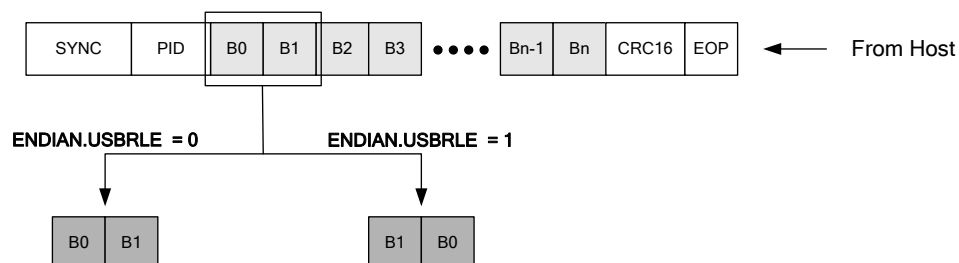 SYNC PID B0 B1 B2 B3 Bn-1 Bn CRC16 EOP From Host
ENDIAN.USBRLE = 0 ENDIAN.USBRLE = 1
B0 B1 B1 B0